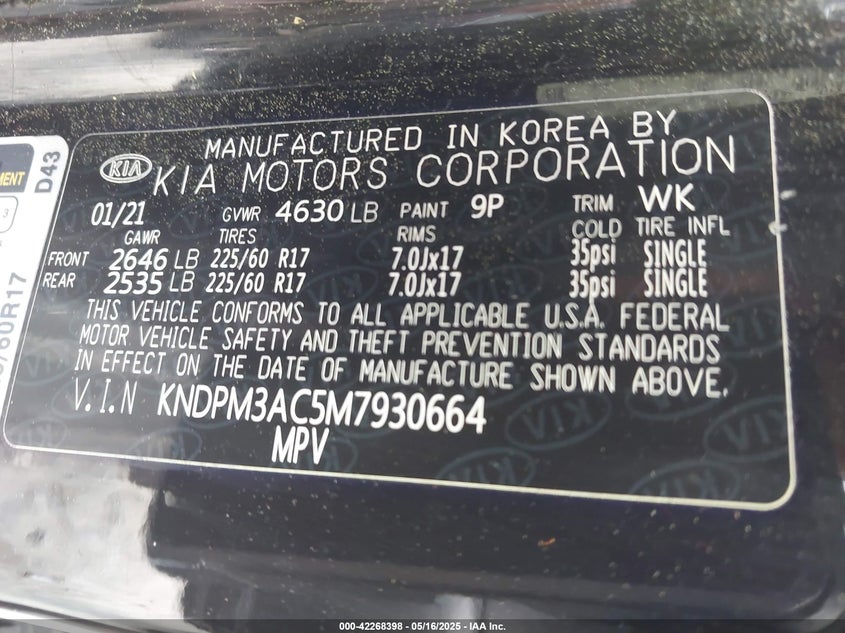 MANUFACTURED IN KOREA BY
KIA KIA MOTORS CORPORATION
01/21 GVWR 4630 LB PAINT 9P TRIM WK
GAWR TIRES RIMS COLD TIRE INFL
FRONT 2646 LB 225/60 R17 7.0Jx17 35psi SINGLE
REAR 2535 LB 225/60 R17 7.0Jx17 35psi SINGLE
THIS VEHICLE CONFORMS TO ALL APPLICABLE U.S.A. FEDERAL
MOTOR VEHICLE SAFETY AND THEFT PREVENTION STANDARDS
IN EFFECT ON THE DATE OF MANUFACTURE SHOWN ABOVE.
V.I.N KNDPM3AC5M7930664
MPV
D43
3
/60R17
000-42268398 - 05/16/2025 - IAA Inc.